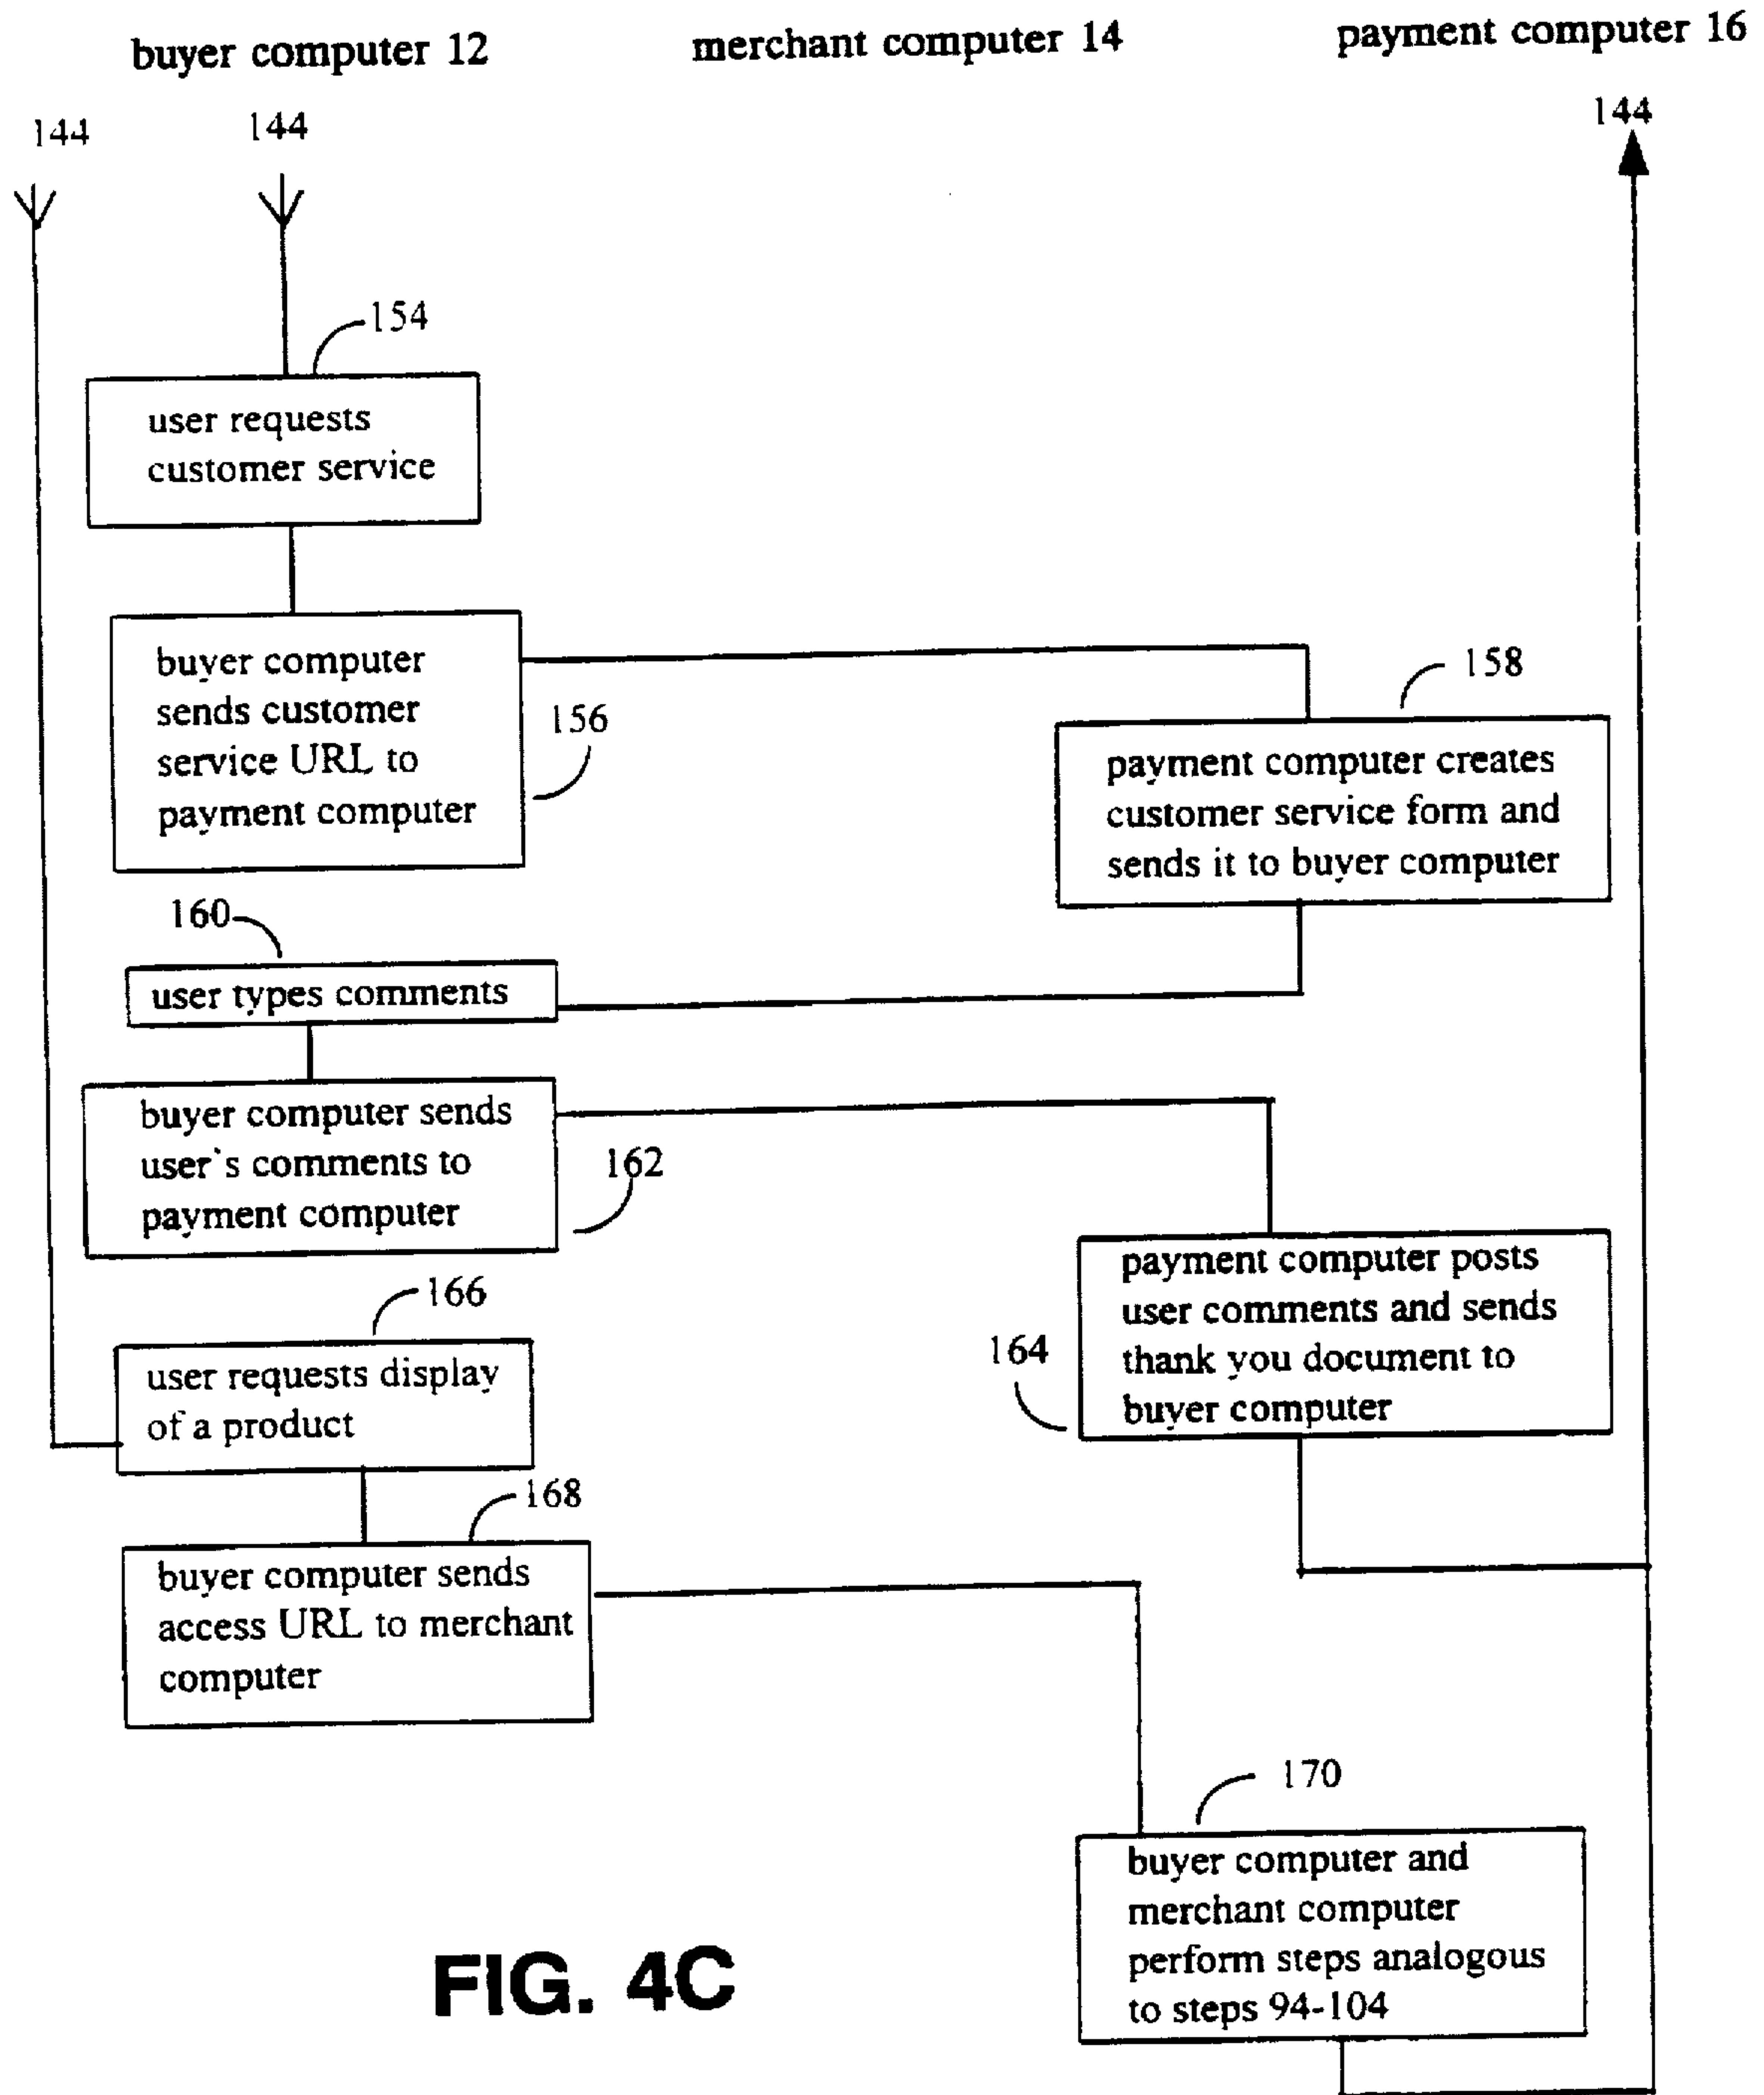 buyer computer 12
merchant computer 14
payment computer 16
144
144
144
154
user requests
customer service
buyer computer
sends customer
service URL to
payment computer
156
158
payment computer creates
customer service form and
sends it to buyer computer
160
user types comments
buyer computer sends
user's comments to
payment computer
162
payment computer posts
user comments and sends
thank you document to
buyer computer
164
166
user requests display
of a product
168
buyer computer sends
access URL to merchant
computer
170
buyer computer and
merchant computer
perform steps analogous
to steps 94-104
FIG. 4C